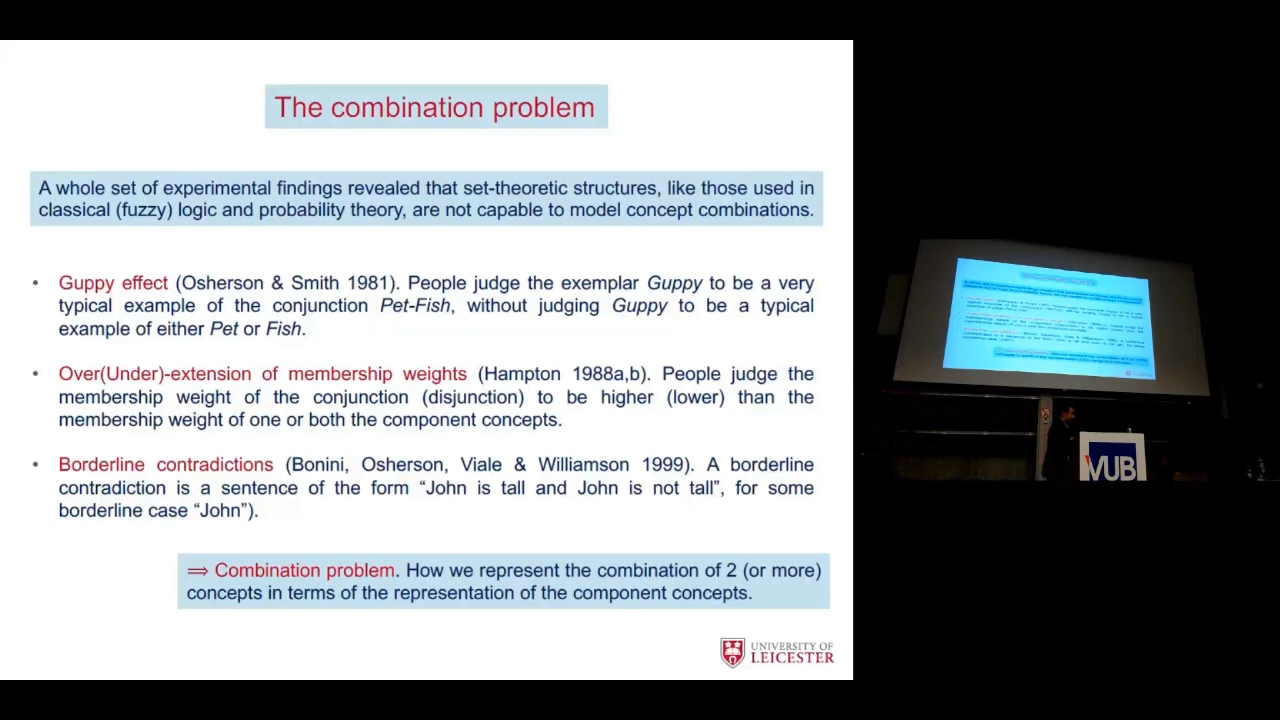 The combination problem
A whole set of experimental findings revealed that set-theoretic structures, like those used in
classical (fuzzy) logic and probability theory, are not capable to model concept combinations.
• Guppy effect (Osherson & Smith 1981). People judge the exemplar Guppy to be a very
typical example of the conjunction Pet-Fish, without judging Guppy to be a typical
example of either Pet or Fish.
• Over(Under)-extension of membership weights (Hampton 1988a,b). People judge the
membership weight of the conjunction (disjunction) to be higher (lower) than the
membership weight of one or both the component concepts.
• Borderline contradictions (Bonini, Osherson, Viale & Williamson 1999). A borderline
contradiction is a sentence of the form “John is tall and John is not tall”, for some
borderline case “John”).
⟹ Combination problem. How we represent the combination of 2 (or more)
concepts in terms of the representation of the component concepts.
UNIVERSITY OF
LEICESTER
VUB